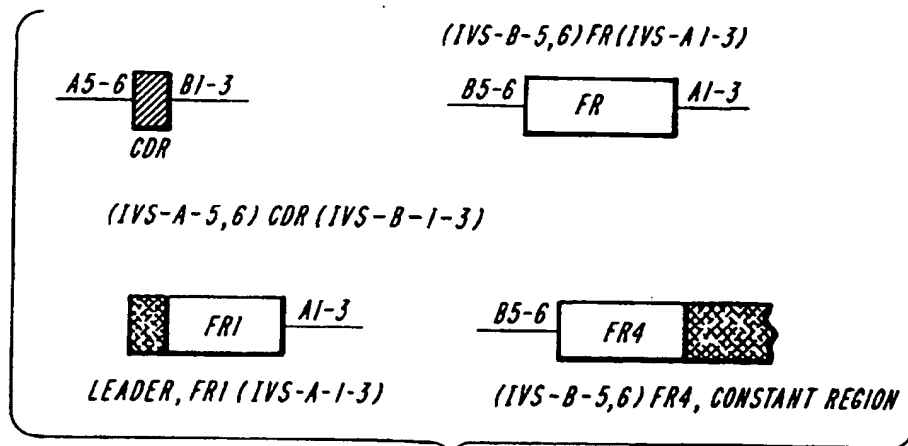 (IVS-B-5,6) FR (IVS-A1-3)
A5-6 B1-3
B5-6 FR A1-3
CDR
(IVS-A-5,6) CDR (IVS-B-1-3)
FR1 A1-3
B5-6 FR4
LEADER, FR1 (IVS-A-1-3)
(IVS-B-5,6) FR4, CONSTANT REGION